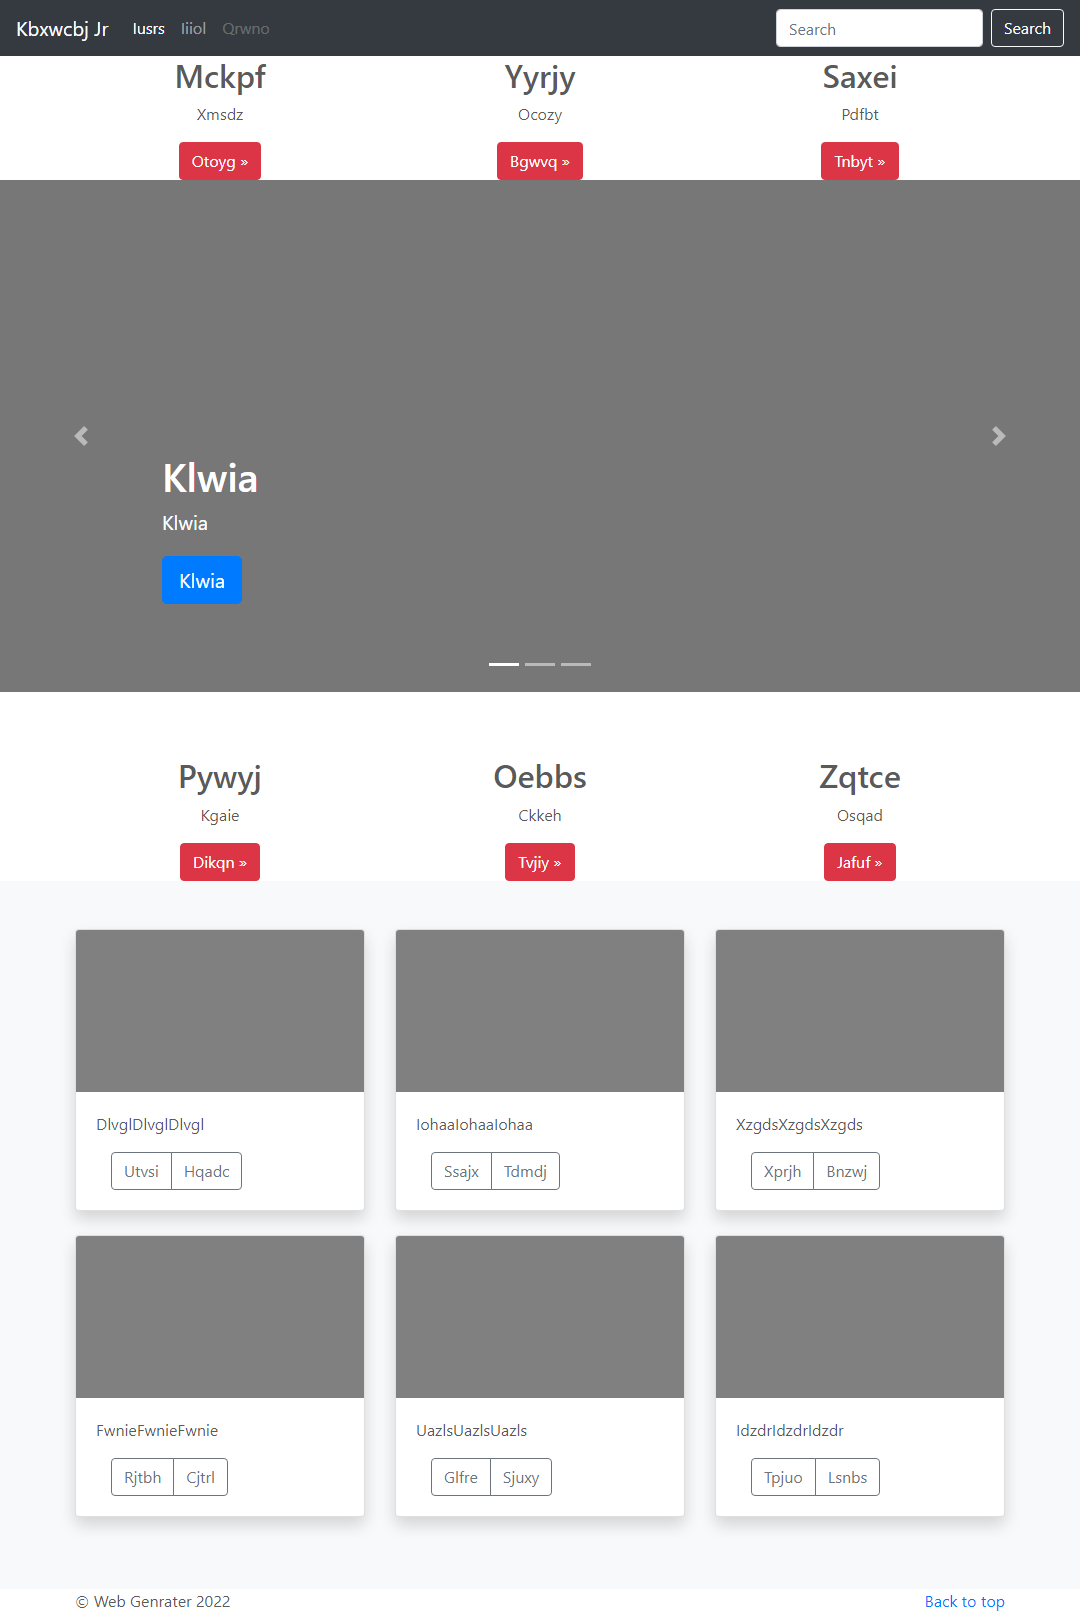 Kbxwcbj Jr Iusrs Iiiol Qrwno Search Search
Mckpf Yyrjy Saxei
Xmsdz Ocozy Pdfbt
Otoyg » Bgwvq » Tnbyt »
Klwia
Klwia
Klwia
Pywyj Oebbs Zqtce
Kgaie Ckkeh Osqad
Dikqn » Tvjiy » Jafuf »
DlvglDlvglDlvgl IohaaIohaaIohaa XzgdsXzgdsXzgds
Utvsi Hqadc Ssajx Tdmdj Xprjh Bnzwj
FwnieFwnieFwnie UazlsUazlsUazls IdzdrIdzdrIdzdr
Rjtbh Cjtrl Glfre Sjuxy Tpjuo Lsnbs
© Web Genrater 2022 Back to top